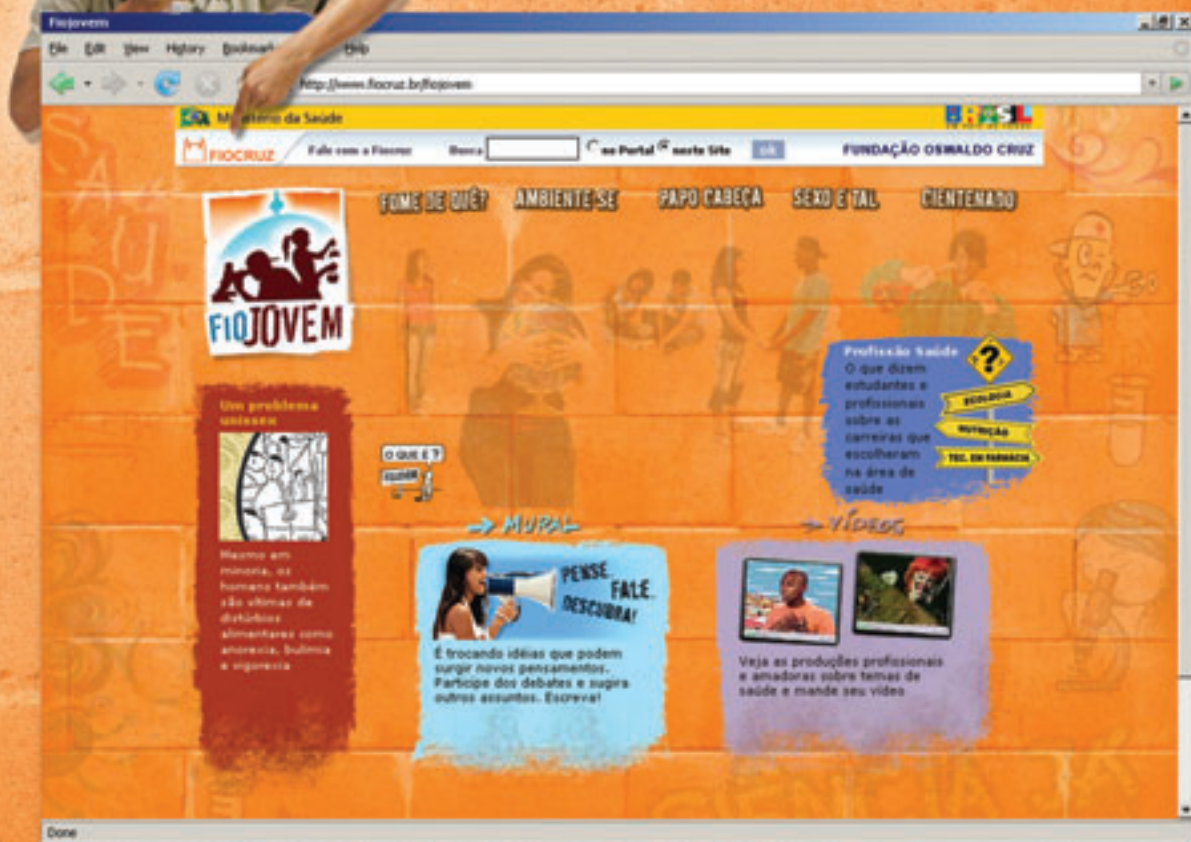 Fiojovem
File Edit View History Bookmar Help
http://www.fiocruz.br/fiojovem
Ministério da Saúde
BRASIL
FIOCRUZ Fale com a Fiocruz Busca no Portal neste Site ok FUNDAÇÃO OSWALDO CRUZ
FOME DE QUÊ? AMBIENTE-SE PAPO CABEÇA SEXO E TAL CIENTENADO
SAÚDE
FIOJOVEM
Profissão Saúde
O que dizem
estudantes e
profissionais
sobre as
carreiras que
escolheram
na área de
saúde
?
ECOLOGIA
NUTRIÇÃO
TEC. EM FARMÁCIA
Um problema
unissex
Mesmo em
minoria, os
homens também
são vítimas de
distúrbios
alimentares como
anorexia, bulimia
e vigorexia
O QUE É?
FIOJOVEM
MURAL
PENSE.
FALE.
DESCUBRA!
É trocando idéias que podem
surgir novos pensamentos.
Participe dos debates e sugira
outros assuntos. Escreva!
VÍDEOS
Veja as produções profissionais
e amadoras sobre temas de
saúde e mande seu vídeo
CIÊNCIA JÁ
Done